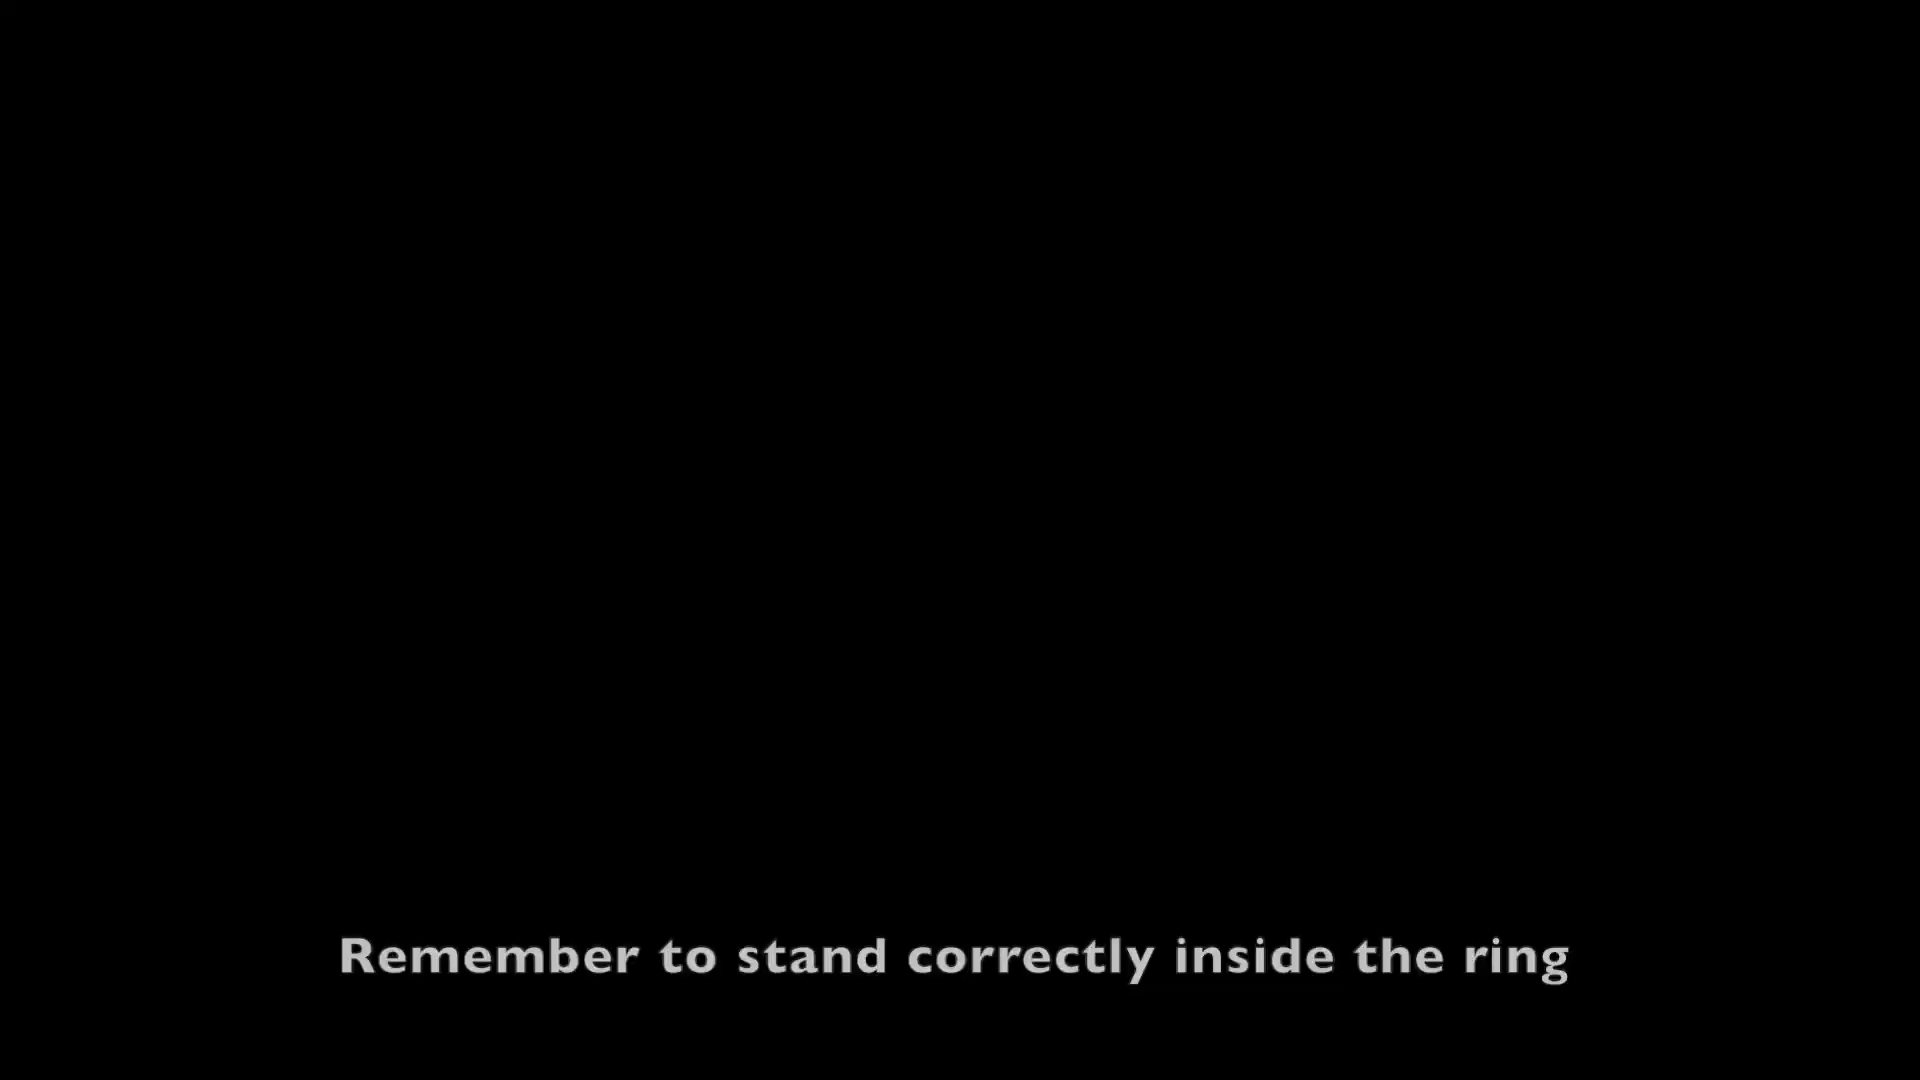 Remember to stand correctly inside the ring